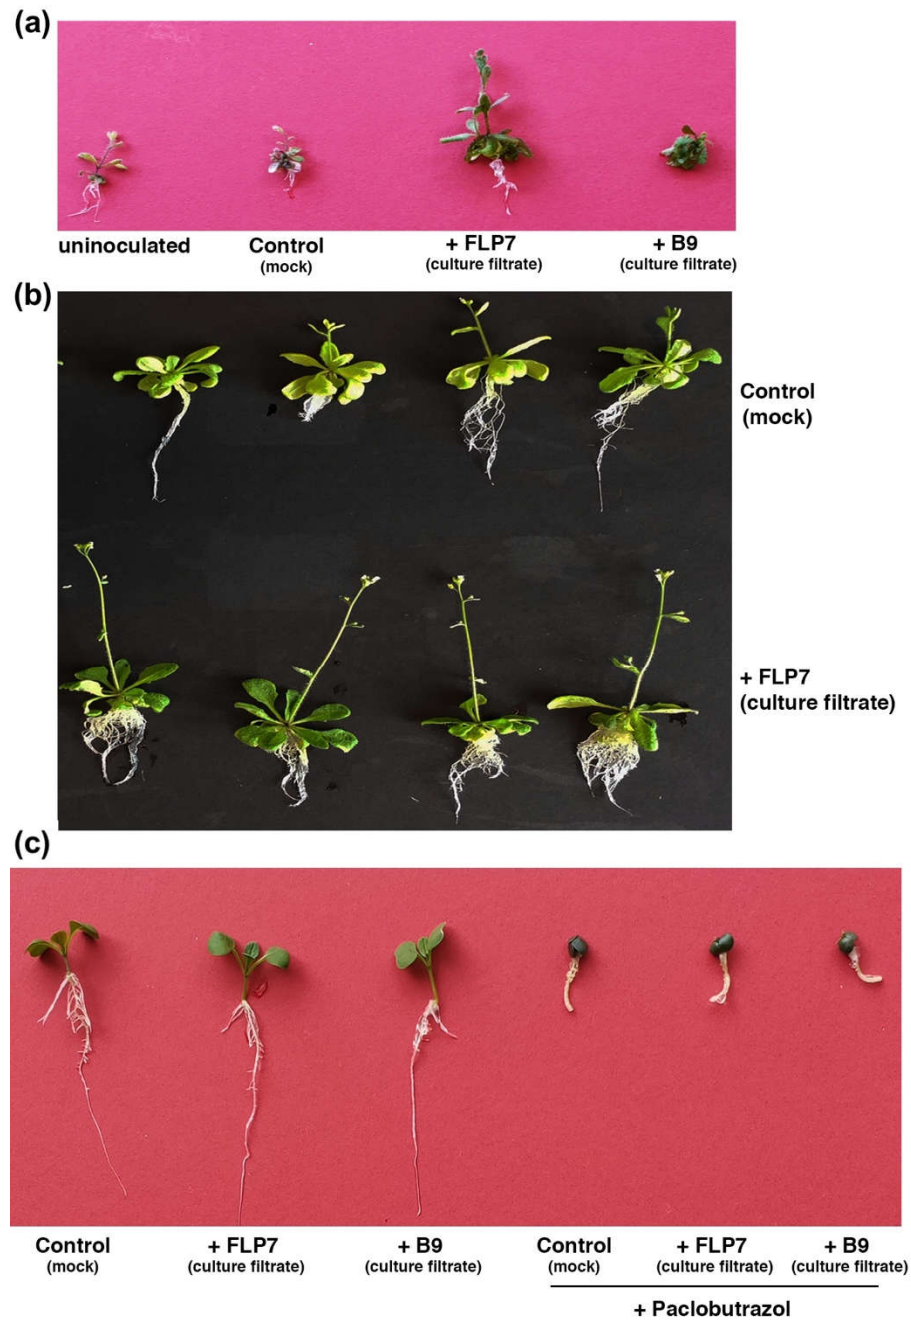 (a)
uninoculated
Control
(mock)
+ FLP7
(culture filtrate)
+ B9
(culture filtrate)
(b)
Control
(mock)
+ FLP7
(culture filtrate)
(c)
Control
(mock)
+ FLP7
(culture filtrate)
+ B9
(culture filtrate)
Control
(mock)
+ FLP7
(culture filtrate)
+ B9
(culture filtrate)
+ Paclobutrazol